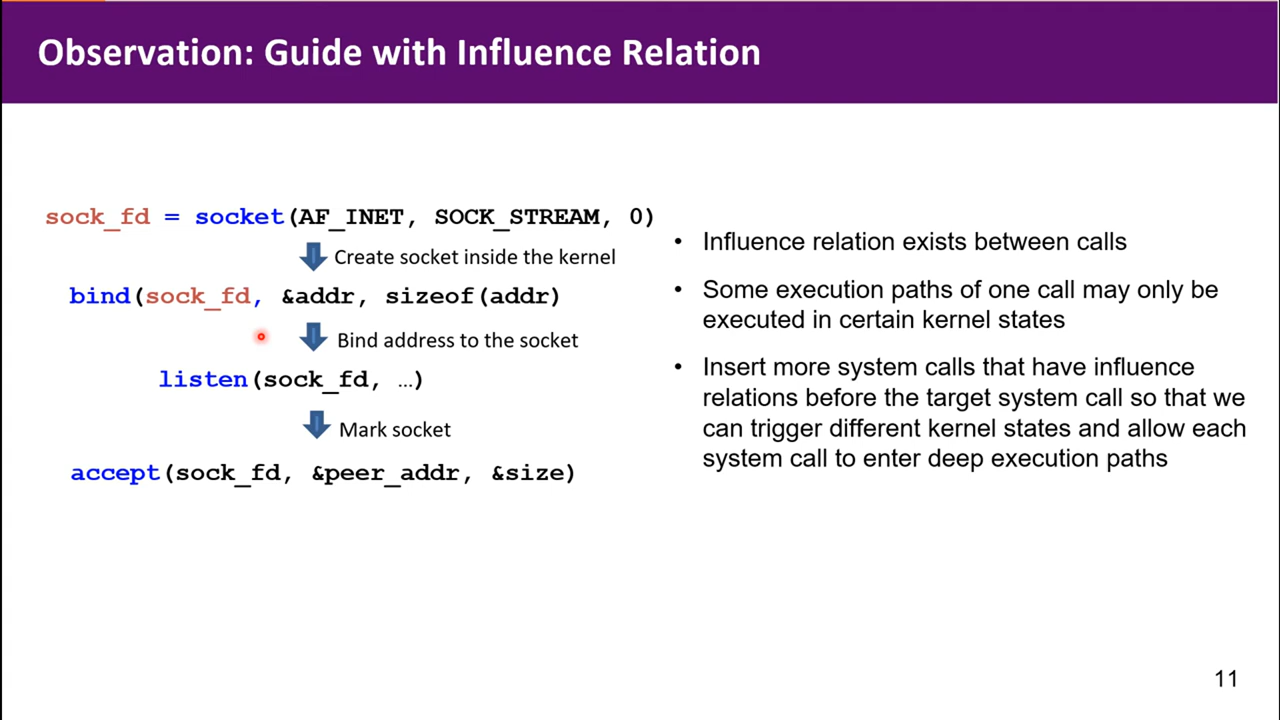 Observation: Guide with Influence Relation
sock_fd = socket(AF_INET, SOCK_STREAM, 0)
Create socket inside the kernel
bind(sock_fd, &addr, sizeof(addr)
Bind address to the socket
listen(sock_fd, …)
Mark socket
accept(sock_fd, &peer_addr, &size)
• Influence relation exists between calls
• Some execution paths of one call may only be
executed in certain kernel states
• Insert more system calls that have influence
relations before the target system call so that we
can trigger different kernel states and allow each
system call to enter deep execution paths
11